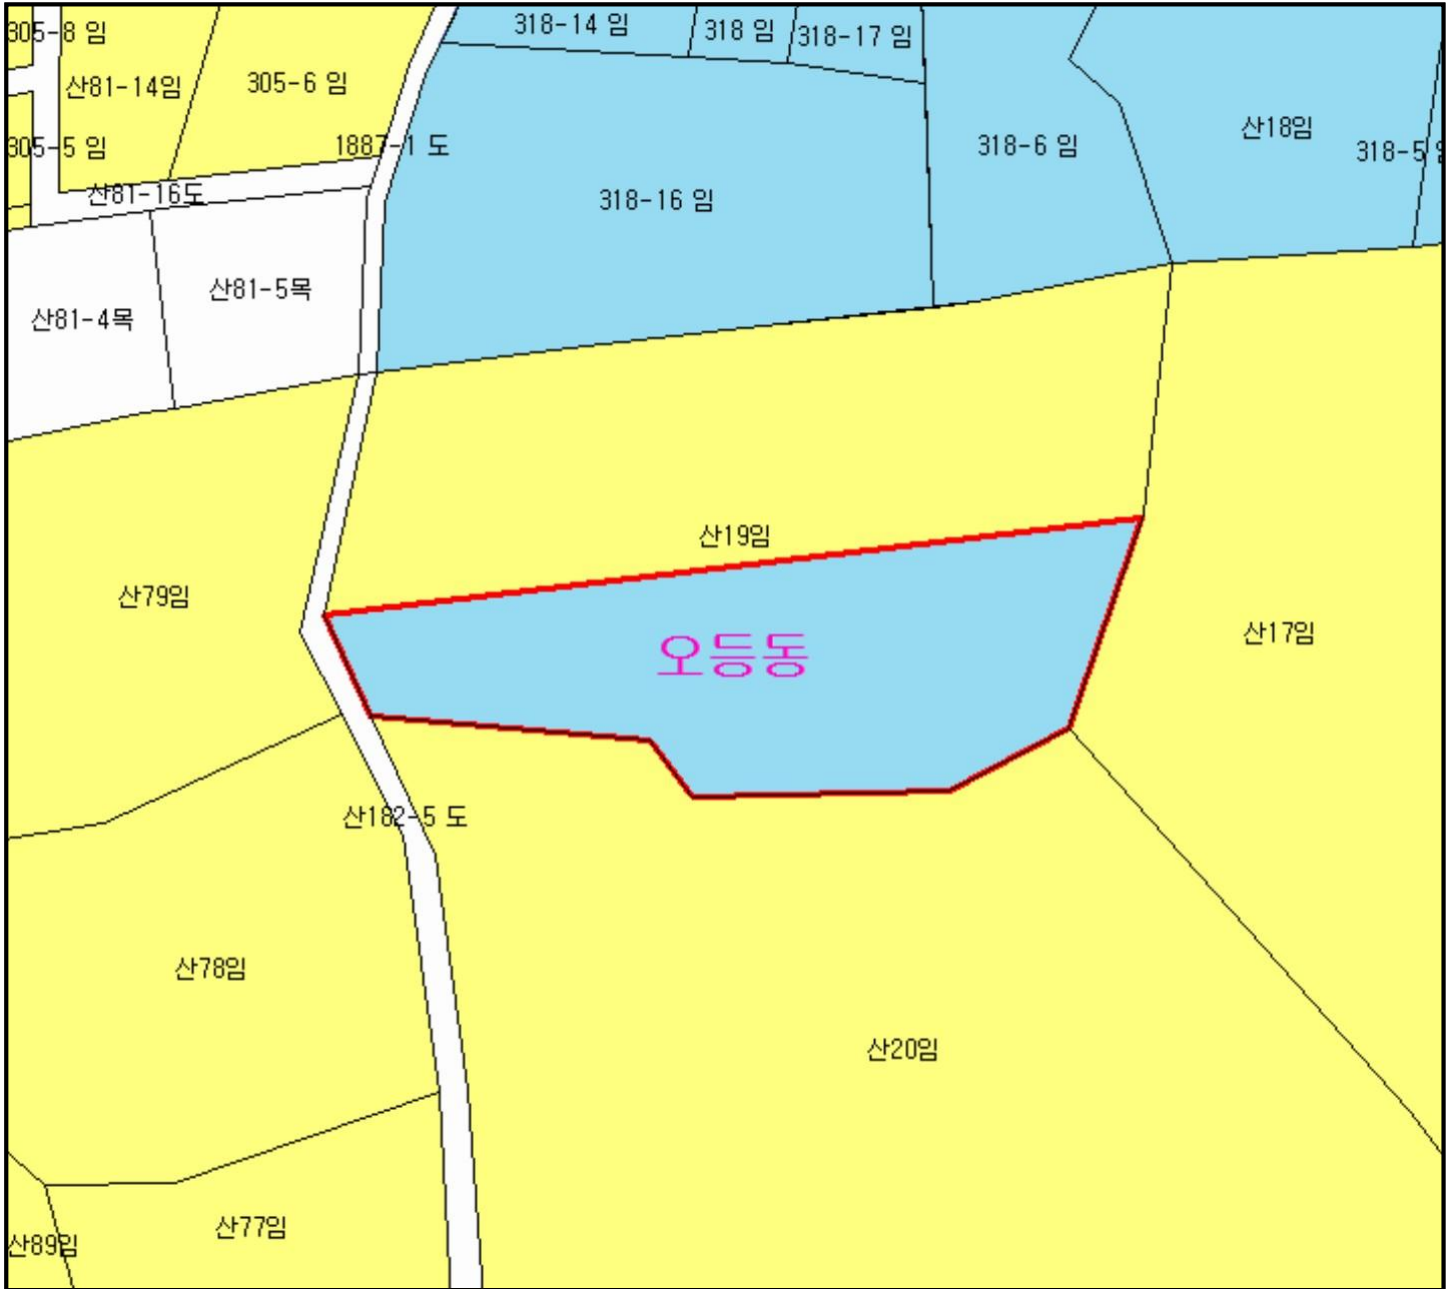 305-8 임
318-14 임
318 임
318-17 임
산81-14임
305-6 임
산18임
305-5 임
1887-1 도
318-6 임
318-5
산81-16도
318-16 임
산81-5목
산81-4목
산19임
산79임
오등동
산17임
산182-5 도
산78임
산20임
산77임
산89임